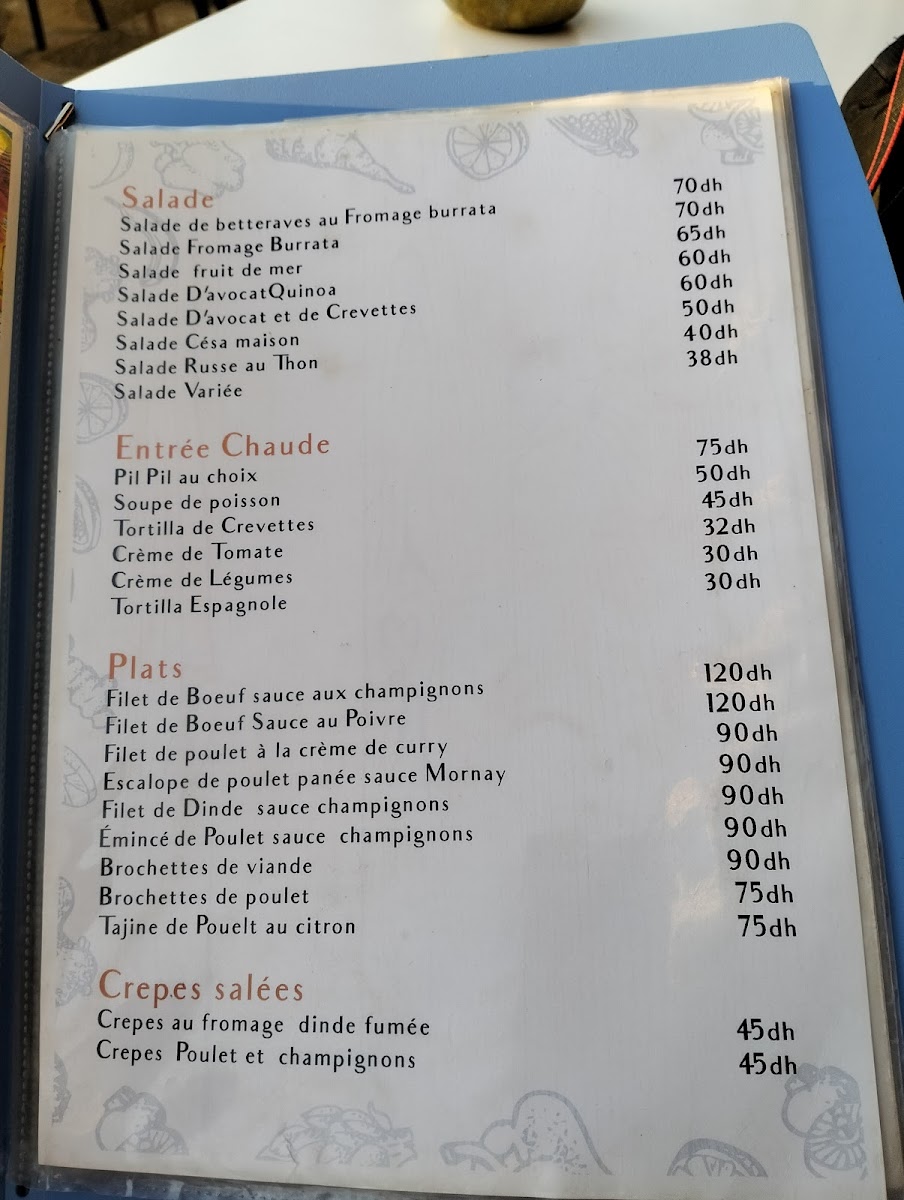 Salade
Salade de betteraves au Fromage burrata 70dh
Salade Fromage Burrata 70dh
Salade fruit de mer 65dh
Salade D'avocatQuinoa 60dh
Salade D'avocat et de Crevettes 60dh
Salade Césa maison 50dh
Salade Russe au Thon 40dh
Salade Variée 38dh
Entrée Chaude
Pil Pil au choix 75dh
Soupe de poisson 50dh
Tortilla de Crevettes 45dh
Crème de Tomate 32dh
Crème de Légumes 30dh
Tortilla Espagnole 30dh
Plats
Filet de Boeuf sauce aux champignons 120dh
Filet de Boeuf Sauce au Poivre 120dh
Filet de poulet à la crème de curry 90dh
Escalope de poulet panée sauce Mornay 90dh
Filet de Dinde sauce champignons 90dh
Émincé de Poulet sauce champignons 90dh
Brochettes de viande 90dh
Brochettes de poulet 75dh
Tajine de Pouelt au citron 75dh
Crep.es salées
Crepes au fromage dinde fumée 45dh
Crepes Poulet et champignons 45dh